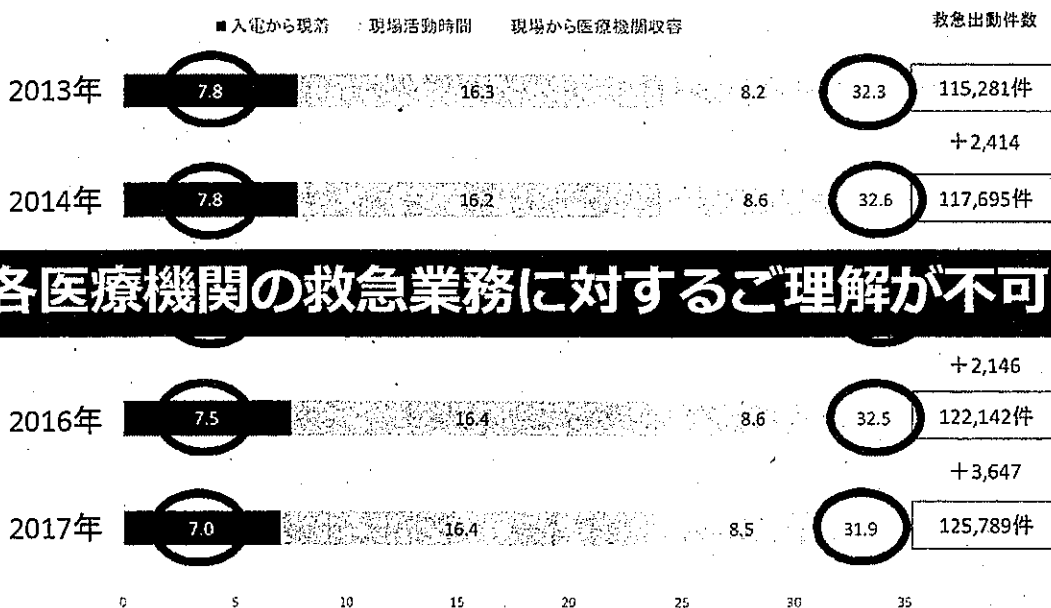 ■入電から現着 現場活動時間 現場から医療機関収容 救急出動件数
2013年 7.8 16.3 8.2 32.3 115,281件
+2,414
2014年 7.8 16.2 8.6 32.6 117,695件
各医療機関の救急業務に対するご理解が不可
+2,146
2016年 7.5 16.4 8.6 32.5 122,142件
+3,647
2017年 7.0 16.4 8.5 31.9 125,789件
0 5 10 15 20 25 30 35